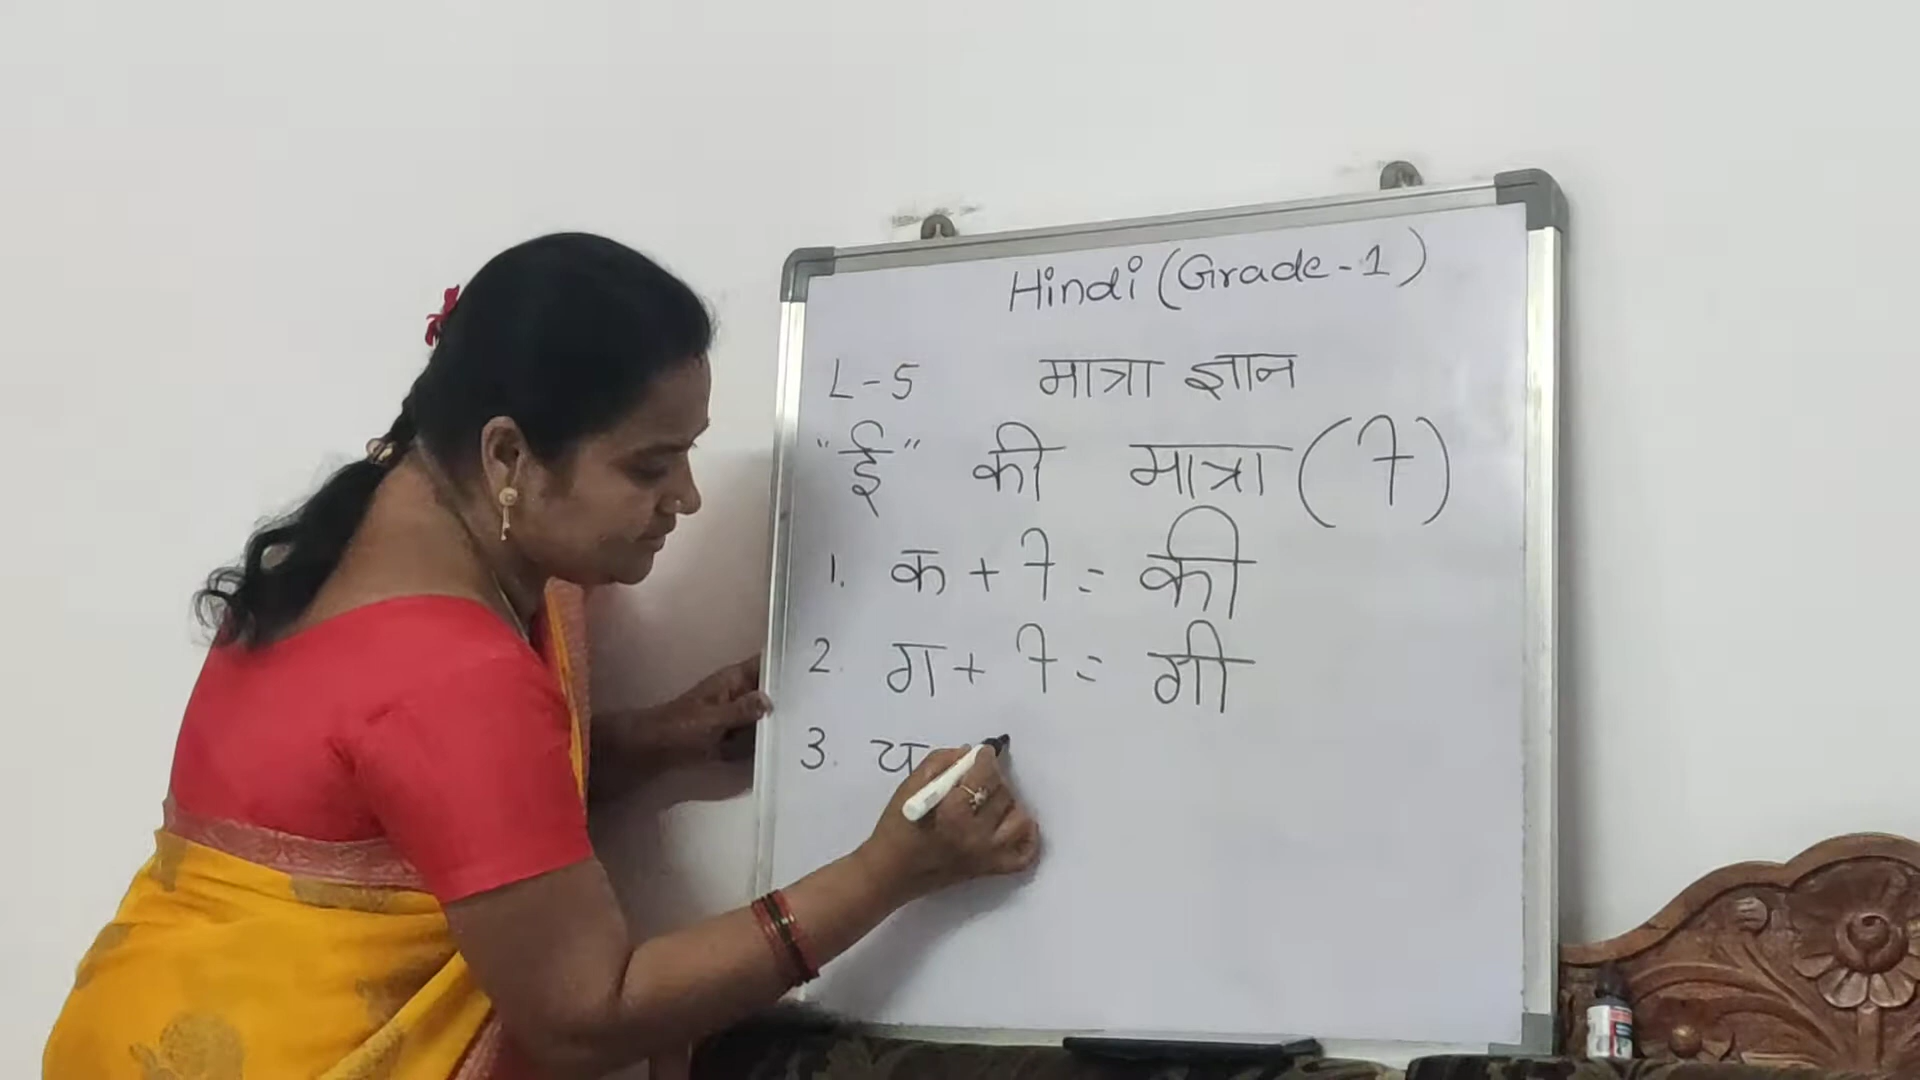 Hindi (Grade-1)
L-5 मात्रा ज्ञान
"ई" की मात्रा (ी)
1. क + ी = की
2. ग + ी = गी
3. य